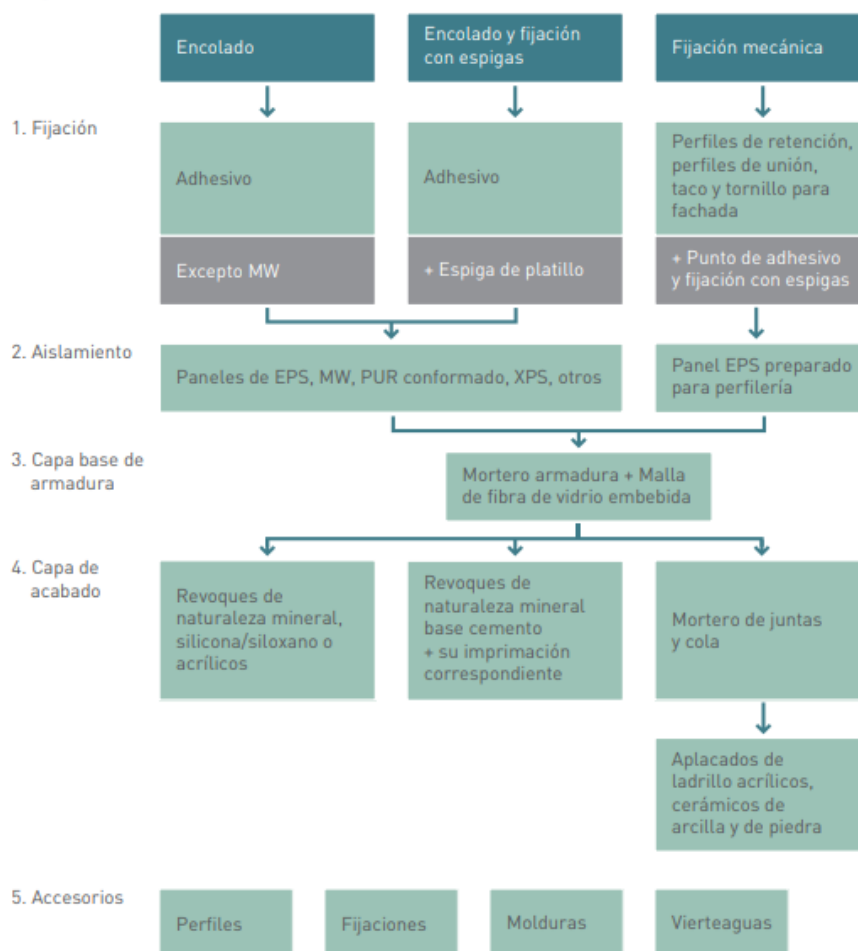 Encolado
Encolado y fijación
con espigas
Fijación mecánica
1. Fijación
Adhesivo
Adhesivo
Perfiles de retención,
perfiles de unión,
taco y tornillo para
fachada
Excepto MW
+ Espiga de platillo
+ Punto de adhesivo
y fijación con espigas
2. Aislamiento
Paneles de EPS, MW, PUR conformado, XPS, otros
Panel EPS preparado
para perfilería
3. Capa base de
armadura
Mortero armadura + Malla
de fibra de vidrio embebida
4. Capa de
acabado
Revoques de
naturaleza mineral,
silicona/siloxano o
acrílicos
Revoques de
naturaleza mineral
base cemento
+ su imprimación
correspondiente
Mortero de juntas
y cola
Aplacados de
ladrillo acrílicos,
cerámicos de
arcilla y de piedra
5. Accesorios
Perfiles
Fijaciones
Molduras
Vierteaguas